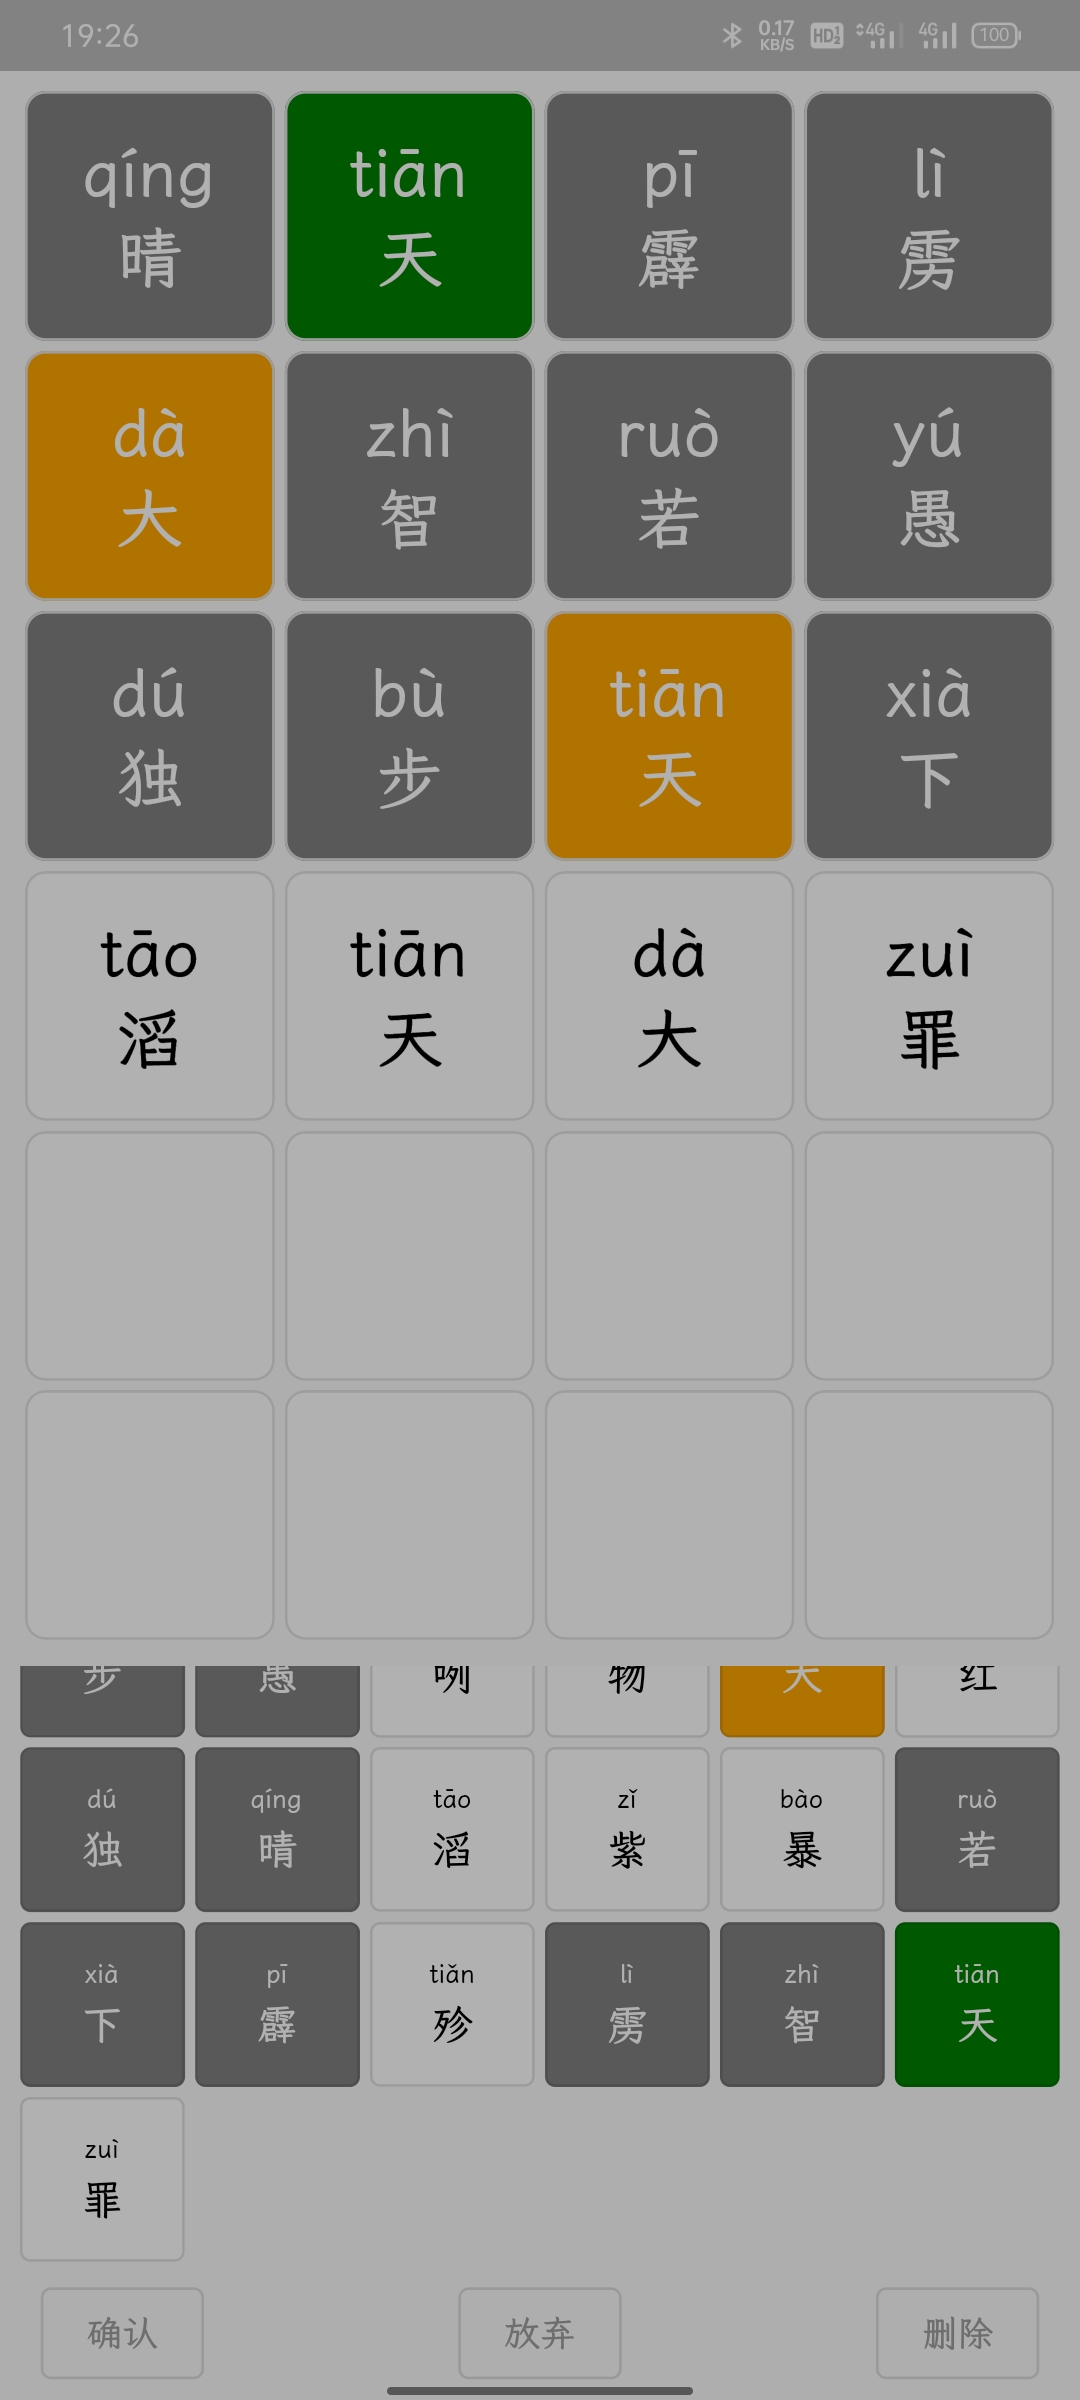 19:26 0.17 KB/S HD 1 2 4G 4G 100
qíng tiān pī lì
晴 天 霹 雳
dà zhì ruò yú
大 智 若 愚
dú bù tiān xià
独 步 天 下
tāo tiān dà zuì
滔 天 大 罪
步 愚 咧 物 大 红
dú qíng tāo zǐ bào ruò
独 晴 滔 紫 暴 若
xià pī tiǎn lì zhì tiān
下 霹 殄 雳 智 天
zuì
罪
确认 放弃 删除